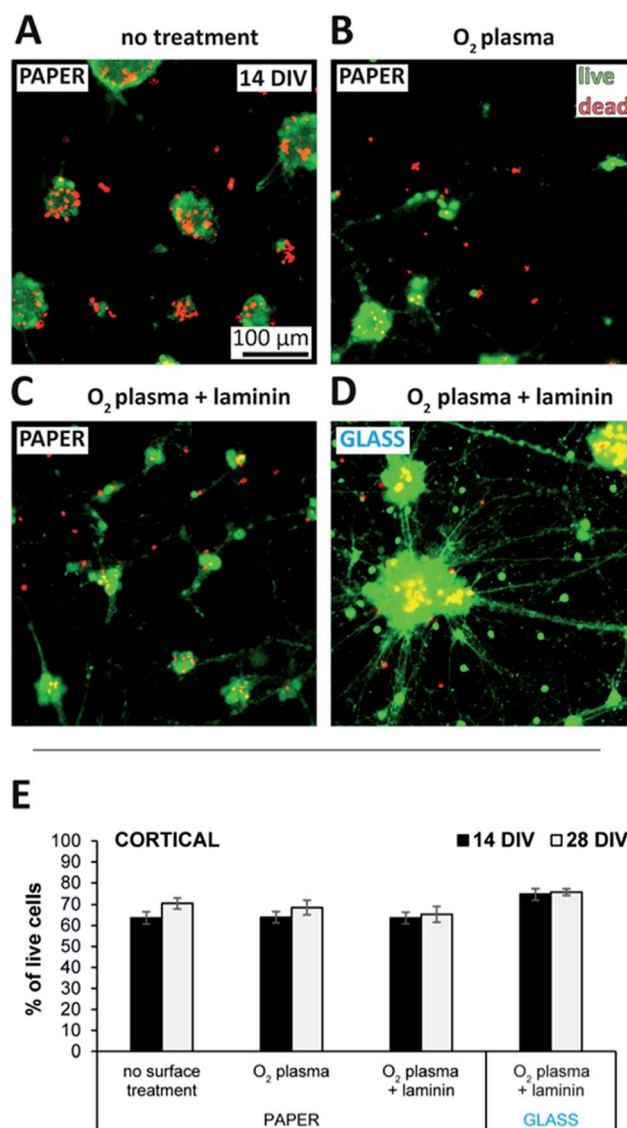 A no treatment
PAPER 14 DIV
100 µm
B O₂ plasma
PAPER live
dead
C O₂ plasma + laminin
PAPER
D O₂ plasma + laminin
GLASS
E
CORTICAL 14 DIV 28 DIV
% of live cells
100
90
80
70
60
50
40
30
20
10
0
no surface
treatment
O₂ plasma
O₂ plasma
+ laminin
O₂ plasma
+ laminin
PAPER
GLASS